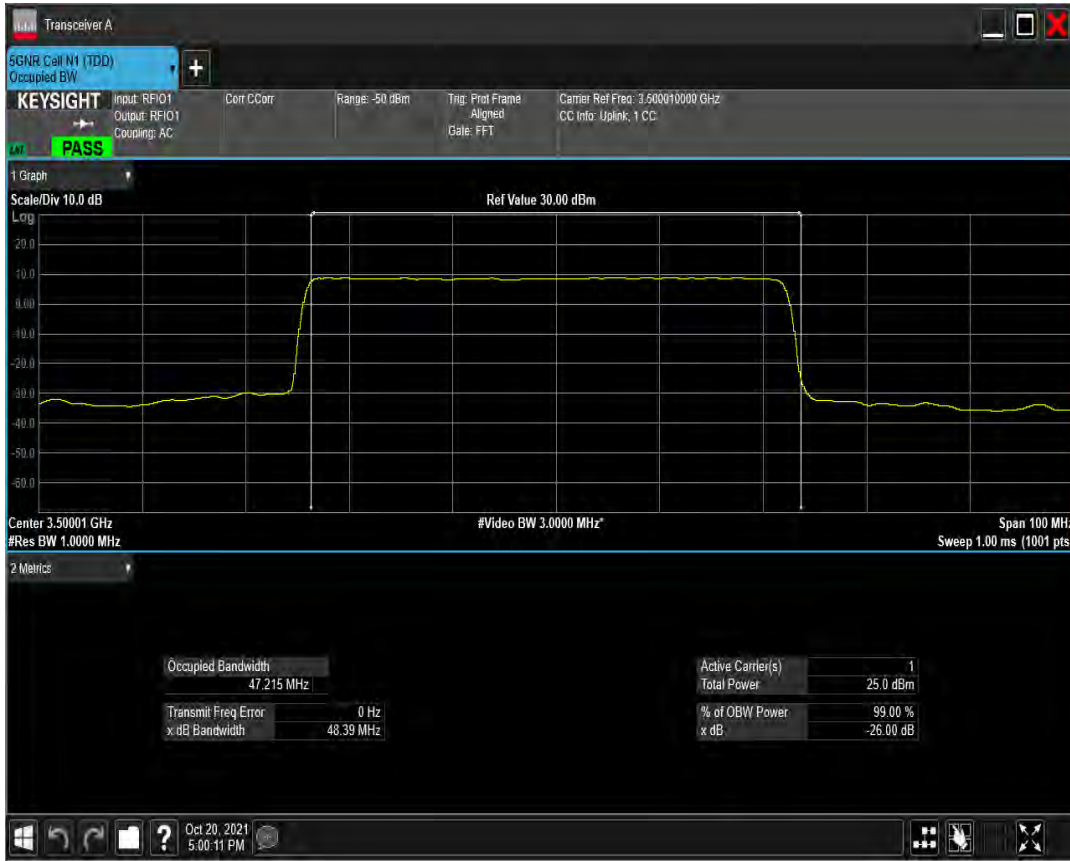 Transceiver A
5GNR Cell N1 (TDD)
Occupied BW
+
KEYSIGHT
Input: RFIO1
Output: RFIO1
Coupling: AC
Corr CCorr
Range: -50 dBm
Trig: Prot Frame
Aligned
Gate: FFT
Carrier Ref Freq: 3.500010000 GHz
CC Info: Uplink, 1 CC
PASS
1 Graph
Scale/Div 10.0 dB
Ref Value 30.00 dBm
Log
20.0
10.0
0.00
-10.0
-20.0
-30.0
-40.0
-50.0
-60.0
Center 3.50001 GHz
#Video BW 3.0000 MHz*
Span 100 MHz
#Res BW 1.0000 MHz
Sweep 1.00 ms (1001 pts
2 Metrics
Occupied Bandwidth
47.215 MHz
Transmit Freq Error 0 Hz
x dB Bandwidth 48.39 MHz
Active Carrier(s) 1
Total Power 25.0 dBm
% of OBW Power 99.00 %
x dB -26.00 dB
?
Oct 20, 2021
5:00:11 PM